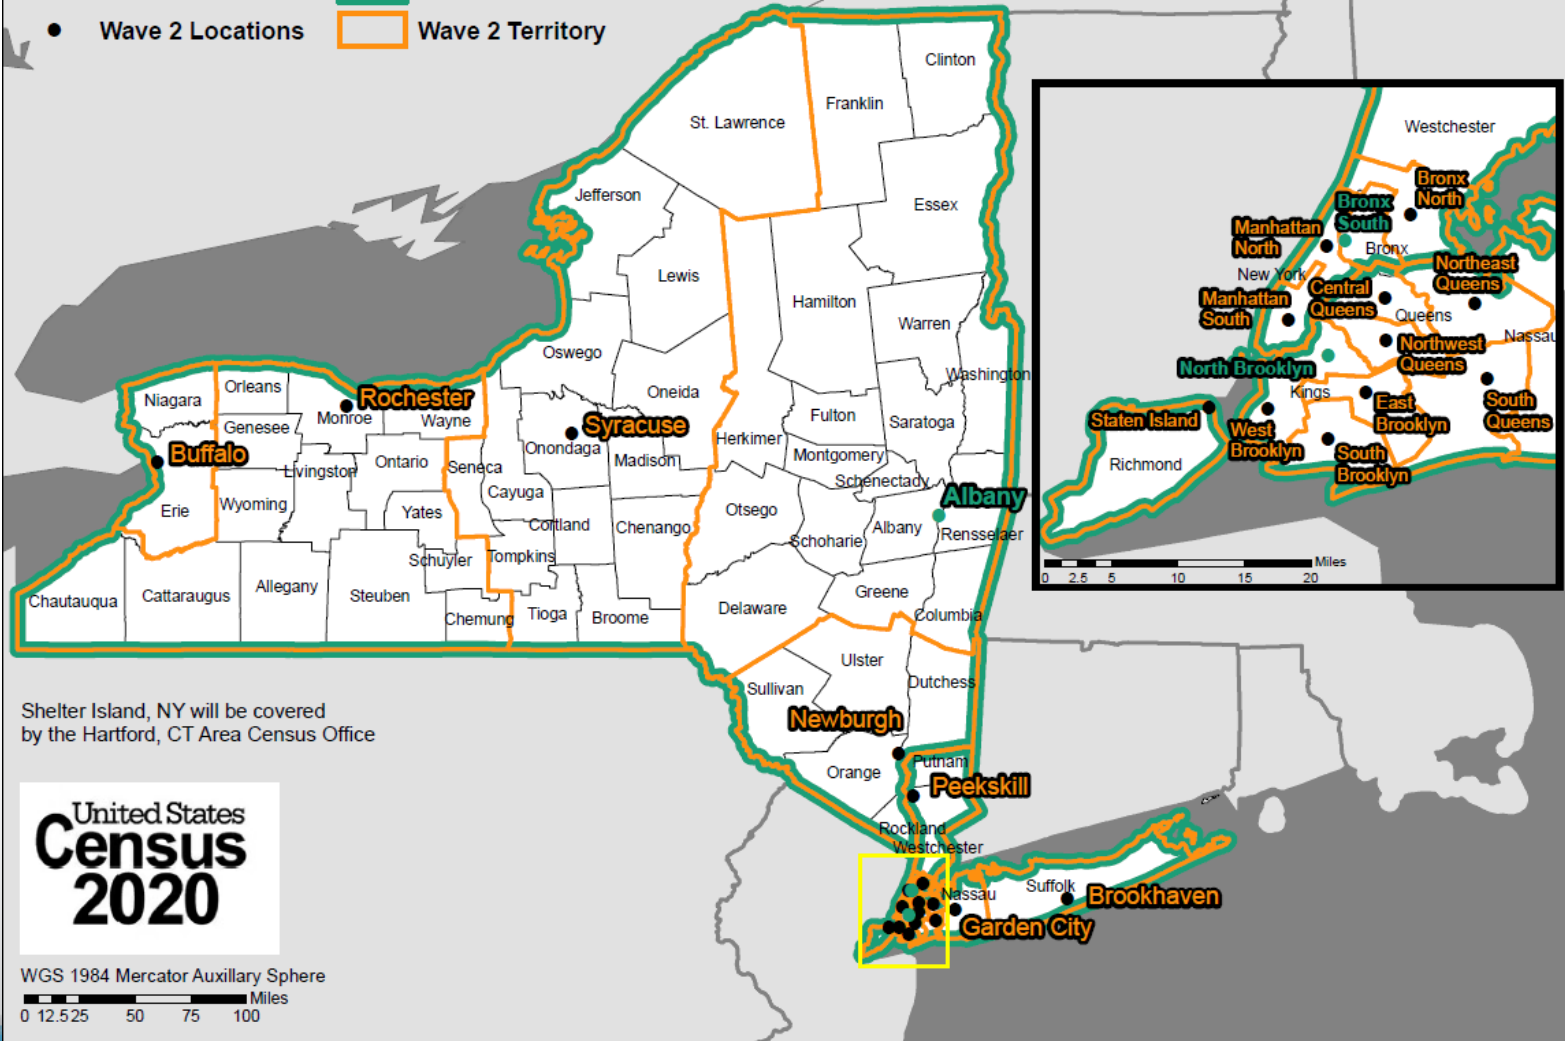 Wave 2 Locations
Wave 2 Territory
Clinton
Franklin
St. Lawrence
Jefferson
Essex
Lewis
Hamilton
Warren
Oswego
Washington
Oneida
Orleans
Niagara
Rochester
Monroe
Wayne
Genesee
Fulton
Saratoga
Syracuse
Herkimer
Buffalo
Onondaga
Madison
Montgomery
Livingston
Ontario
Seneca
Schenectady
Cayuga
Albany
Erie
Wyoming
Yates
Cortland
Chenango
Otsego
Albany
Rensselaer
Schoharie
Schuyler
Tompkins
Chautauqua
Cattaraugus
Allegany
Steuben
Greene
Delaware
Chemung
Tioga
Broome
Columbia
Ulster
Sullivan
Dutchess
Newburgh
Orange
Putnam
Peekskill
Rockland
Westchester
Nassau
Suffolk
Brookhaven
Garden City
Westchester
Bronx
North
Bronx
South
Manhattan
North
Bronx
New York
Northeast
Queens
Central
Queens
Manhattan
South
Queens
Nassau
Northwest
Queens
North Brooklyn
Kings
East
Brooklyn
South
Queens
Staten Island
West
Brooklyn
South
Brooklyn
Richmond
Miles
0 2.5 5 10 15 20
Shelter Island, NY will be covered
by the Hartford, CT Area Census Office
United States
Census
2020
WGS 1984 Mercator Auxillary Sphere
Miles
0 12.5 25 50 75 100